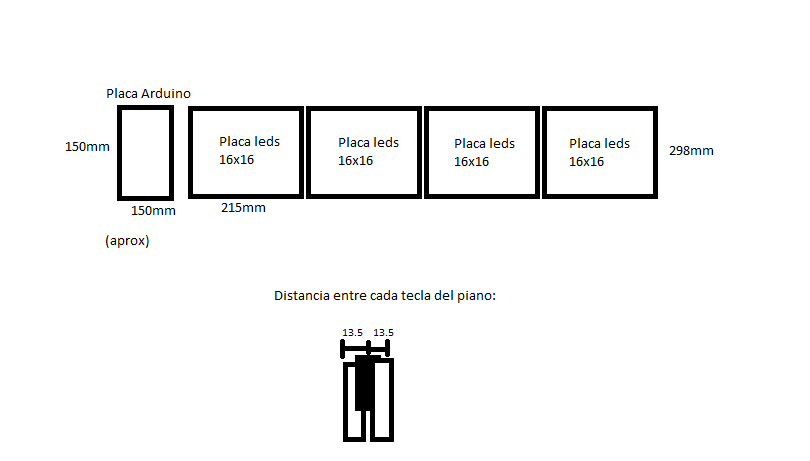 Placa Arduino
150mm
150mm
(aprox)
Placa leds
16x16
Placa leds
16x16
Placa leds
16x16
Placa leds
16x16
298mm
215mm
Distancia entre cada tecla del piano:
13.5
13.5